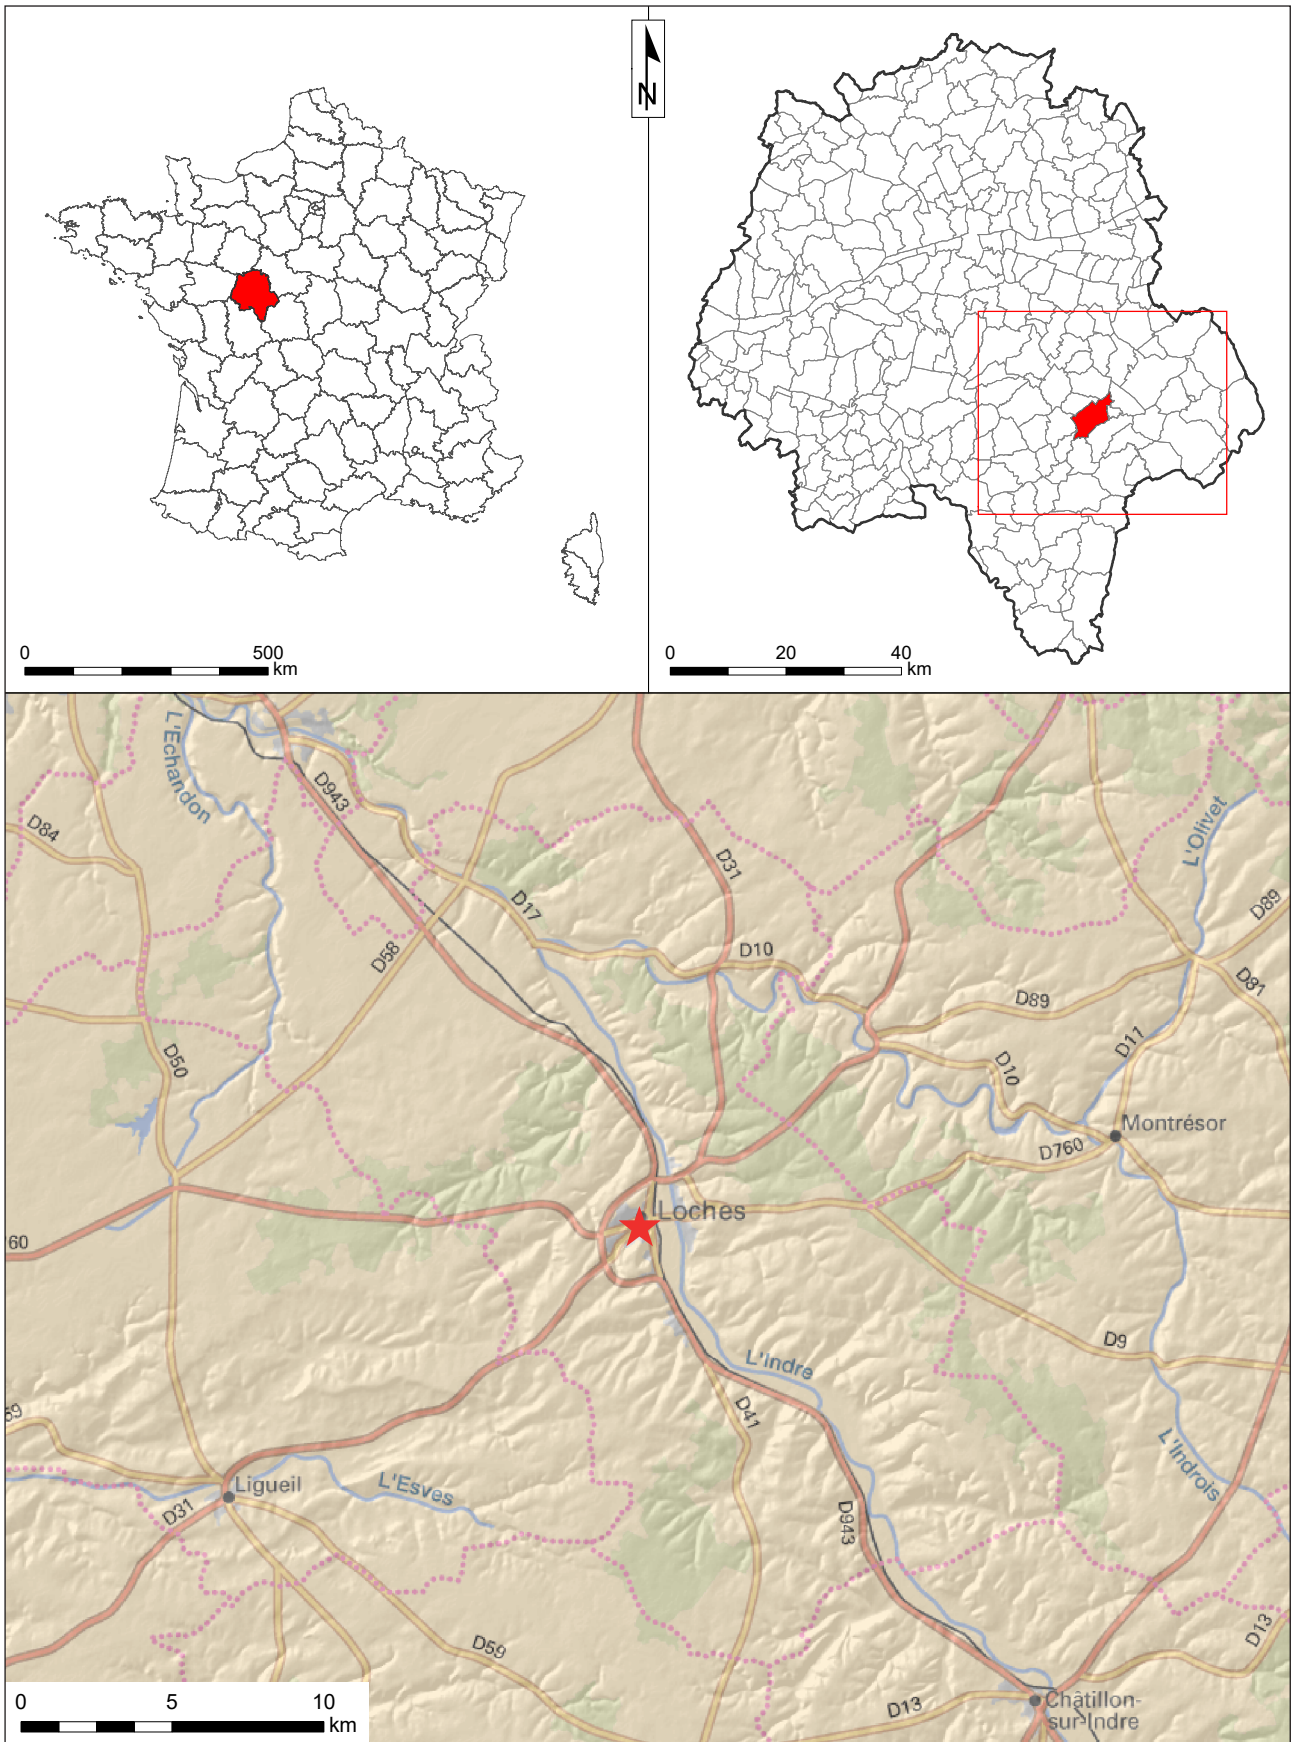 N
0 500 km
0 20 40 km
L'Echandon
D943
D84
D31
D17
D10
D58
L'Olivet
D89
D81
D89
D11
D50
D10
Montrésor
D760
Loches
60
D9
L'Indre
D41
L'Indrois
Ligueil
L'Esves
D31
D943
D59
D13
D13
Châtillon-
sur-Indre
0 5 10 km